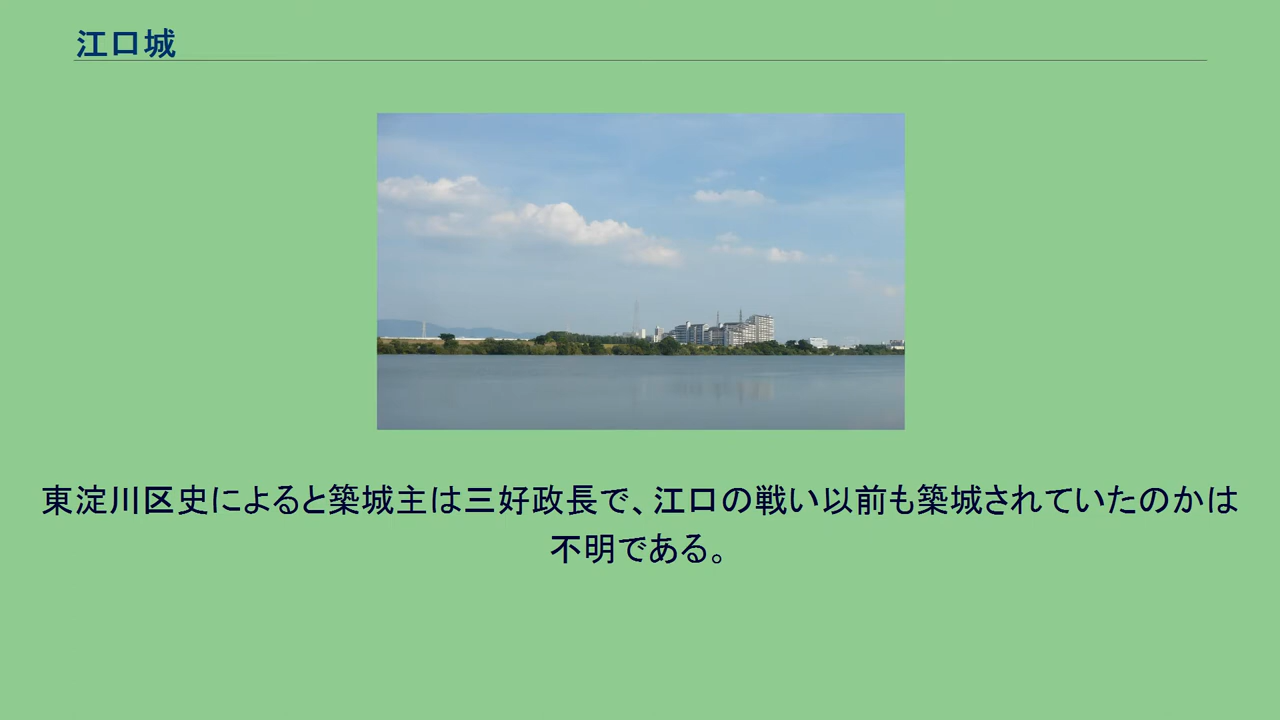 江口城
東淀川区史によると築城主は三好政長で、江口の戦い以前も築城されていたのかは
不明である。